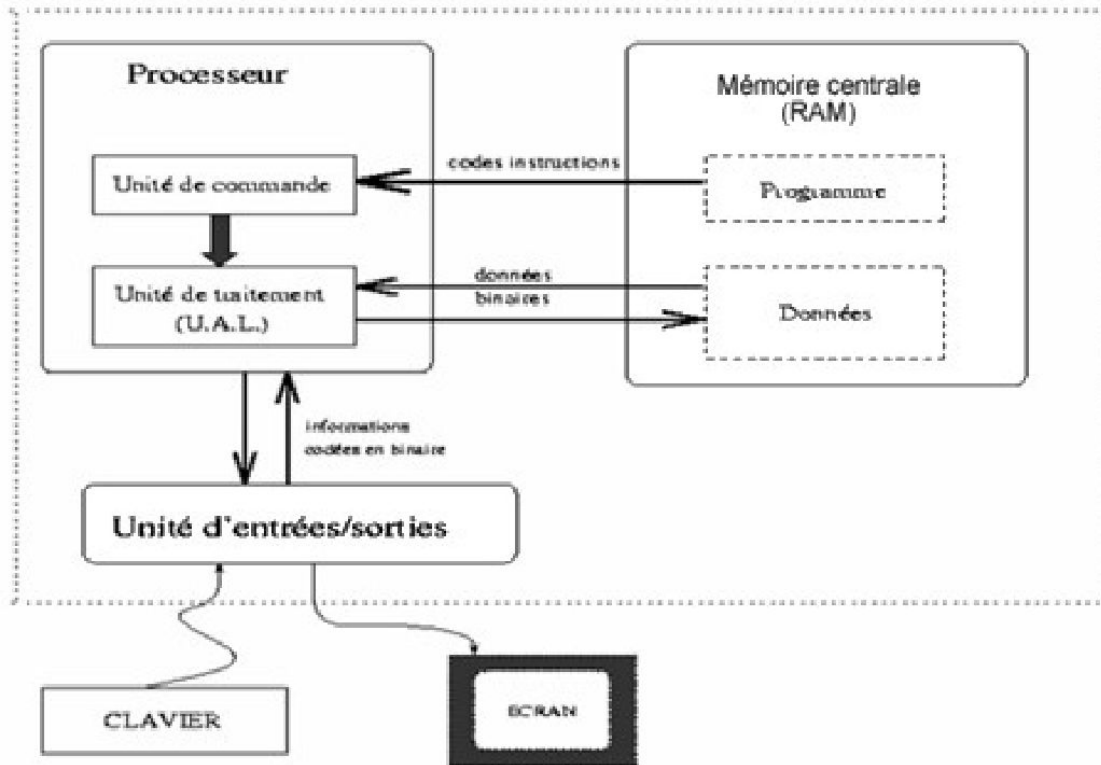 Processeur
Mémoire centrale
(RAM)
codes instructions
Unité de commande
Programme
données
binaires
Unité de traitement
(U.A.L.)
Données
informations
codées en binaire
Unité d'entrées/sorties
CLAVIER
ECRAN